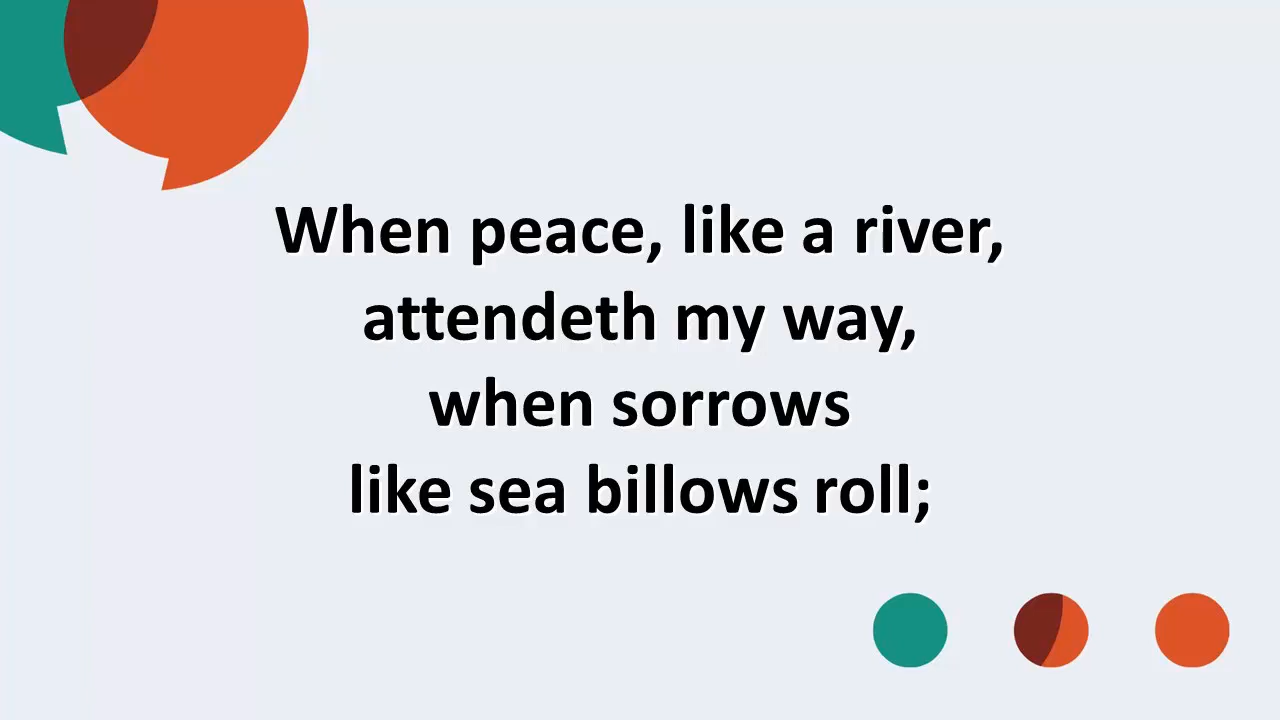 When peace, like a river,
attendeth my way,
when sorrows
like sea billows roll;